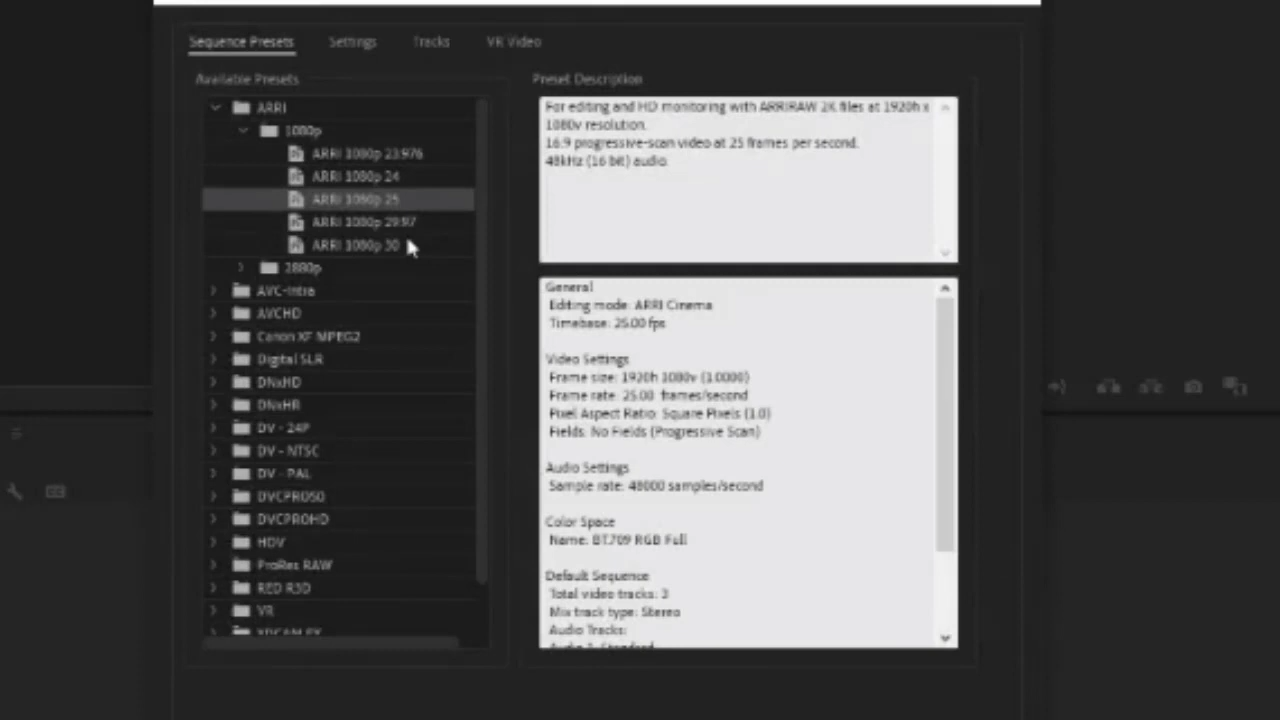 Sequence Presets
Settings
Tracks
VR Video
Available Presets
ARRI
1080p
ARRI 1080p 23.976
ARRI 1080p 24
ARRI 1080p 25
ARRI 1080p 29.97
ARRI 1080p 30
2880p
AVC-Intra
AVCHD
Canon XF MPEG2
Digital SLR
DNxHD
DNxHR
DV - 24P
DV - NTSC
DV - PAL
DVCPRO50
DVCPROHD
HDV
ProRes RAW
RED R3D
VR
XDCAM EX
Preset Description
For editing and HD monitoring with ARRIRAW 2K files at 1920h x
1080v resolution.
16:9 progressive-scan video at 25 frames per second.
48kHz (16 bit) audio.
General
Editing mode: ARRI Cinema
Timebase: 25.00 fps
Video Settings
Frame size: 1920h 1080v (1.0000)
Frame rate: 25.00 frames/second
Pixel Aspect Ratio: Square Pixels (1.0)
Fields: No Fields (Progressive Scan)
Audio Settings
Sample rate: 48000 samples/second
Color Space
Name: BT.709 RGB Full
Default Sequence
Total video tracks: 3
Mix track type: Stereo
Audio Tracks:
Audio 1: Standard